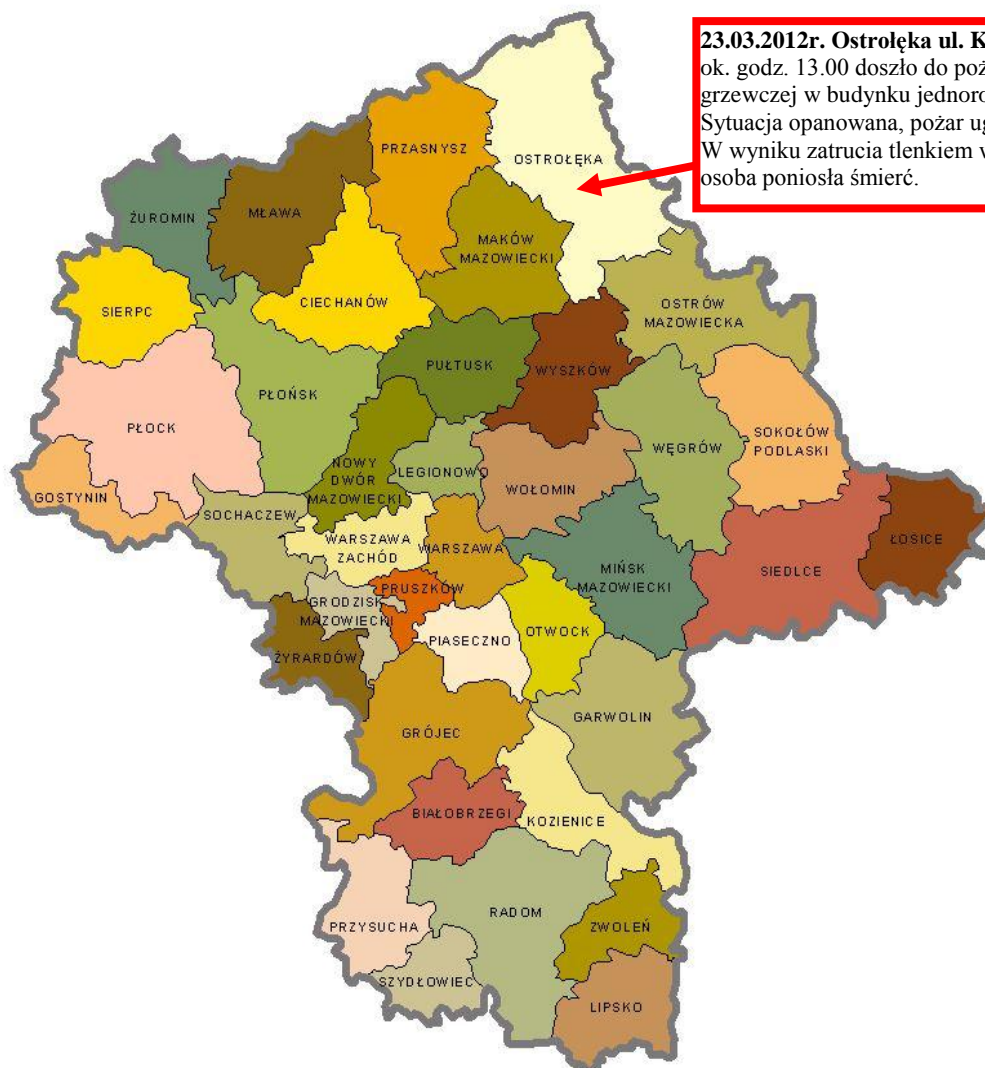 23.03.2012r. Ostrołęka ul. K
ok. godz. 13.00 doszło do poż
grzewczej w budynku jednoro
Sytuacja opanowana, pożar ug
W wyniku zatrucia tlenkiem w
osoba poniosła śmierć.
PRZASNYSZ
OSTROŁĘKA
ŻUROMIN
MŁAWA
MAKÓW
MAZOWIECKI
SIERPC
CIECHANÓW
OSTRÓW
MAZOWIECKA
PUŁTUSK
WYSZKÓW
PŁOŃSK
PŁOCK
WĘGRÓW
SOKOŁÓW
PODLASKI
NOWY
DWÓR
MAZOWIECKI
LEGIONOWO
WOŁOMIN
GOSTYNIN
SOCHACZEW
WARSZAWA
ZACHÓD
WARSZAWA
MIŃSK
MAZOWIECKI
SIEDLCE
ŁOSICE
PRUSZKÓW
GRODZISK
MAZOWIECKI
PIASECZNO
OTWOCK
ŻYRARDÓW
GARWOLIN
GRÓJEC
BIAŁOBRZEGI
KOZIENICE
PRZYSUCHA
RADOM
ZWOLEŃ
SZYDŁOWIEC
LIPSKO